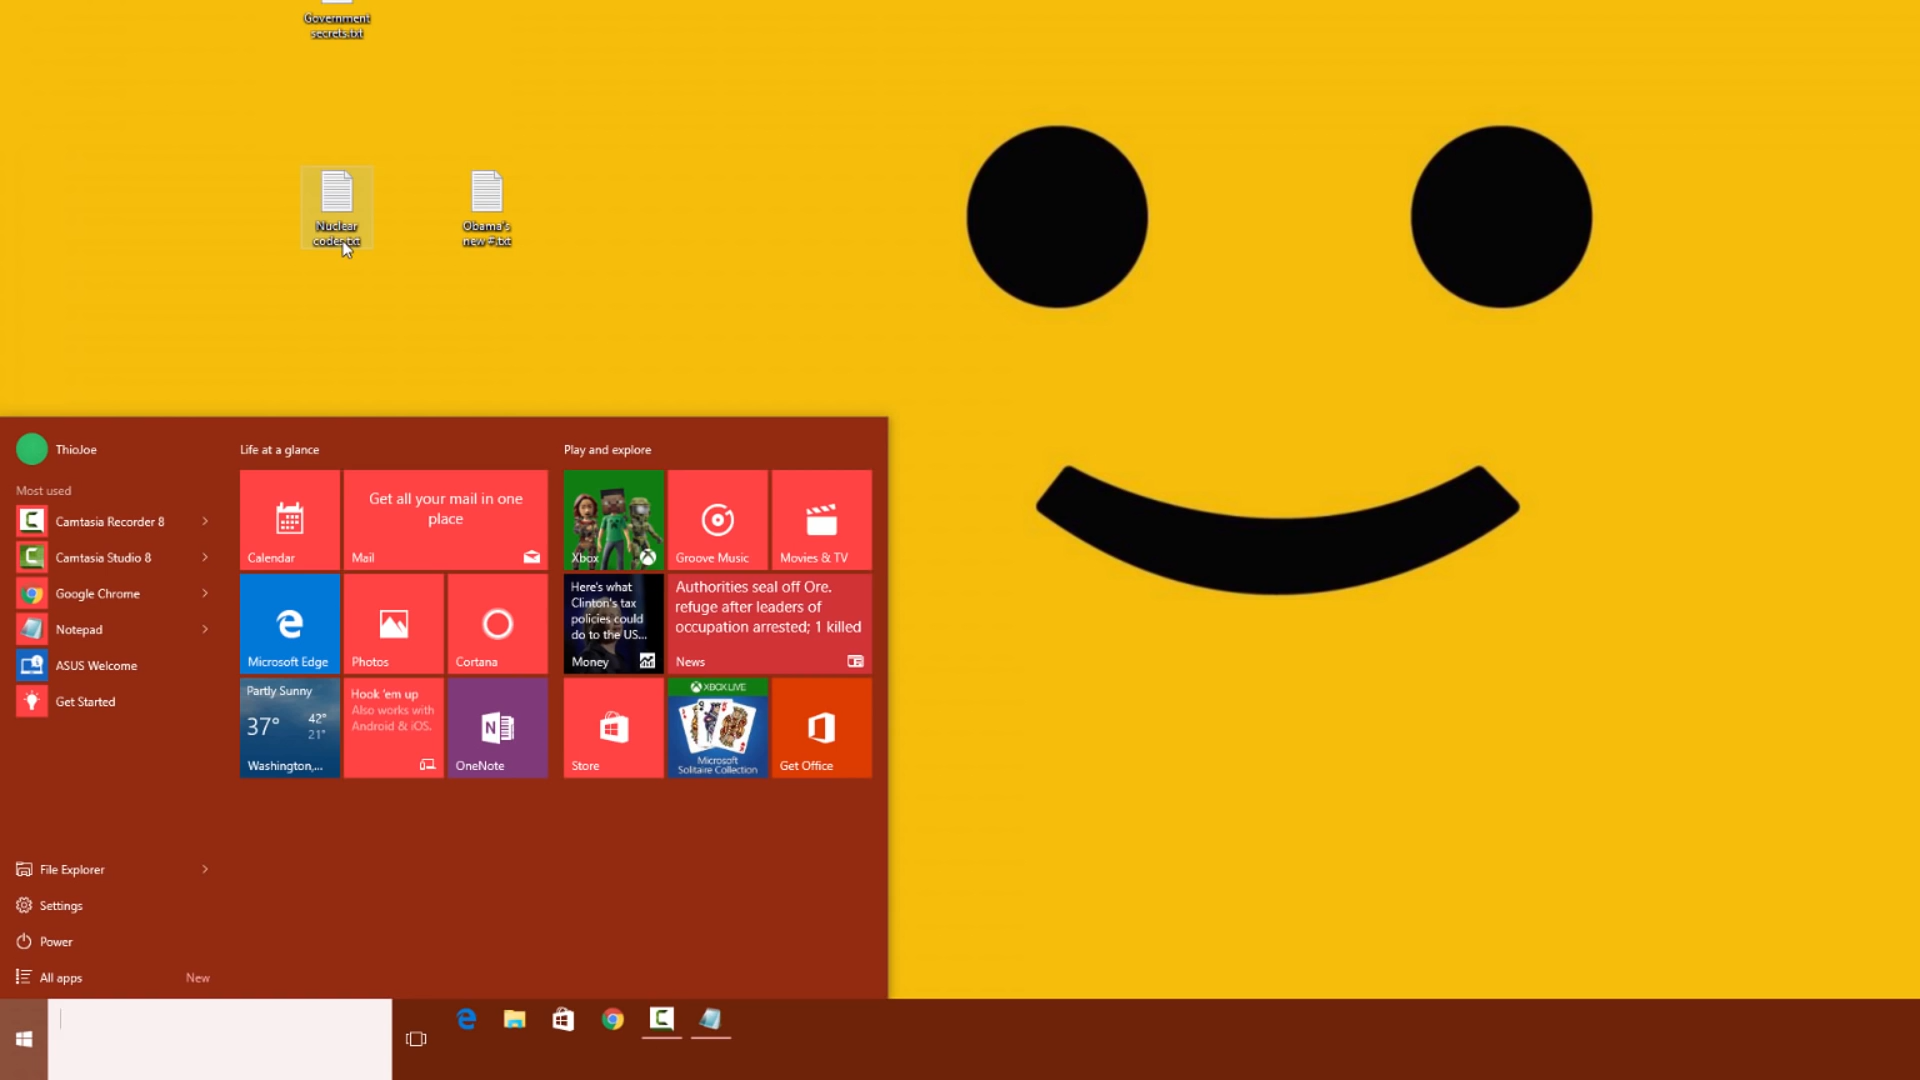 Government
secrets.txt
Nuclear
codes.txt
Obama's
new #.txt
ThioJoe
Most used
Camtasia Recorder 8
Camtasia Studio 8
Google Chrome
Notepad
ASUS Welcome
Get Started
File Explorer
Settings
Power
All apps
New
Life at a glance
Calendar
Get all your mail in one
place
Mail
Microsoft Edge
Photos
Cortana
Partly Sunny
37°
42°
21°
Washington,...
Hook 'em up
Also works with
Android & iOS.
OneNote
Play and explore
Xbox
Groove Music
Movies & TV
Here's what
Clinton's tax
policies could
do to the US...
Money
Authorities seal off Ore.
refuge after leaders of
occupation arrested; 1 killed
News
Store
XBOX LIVE
Microsoft
Solitaire Collection
Get Office